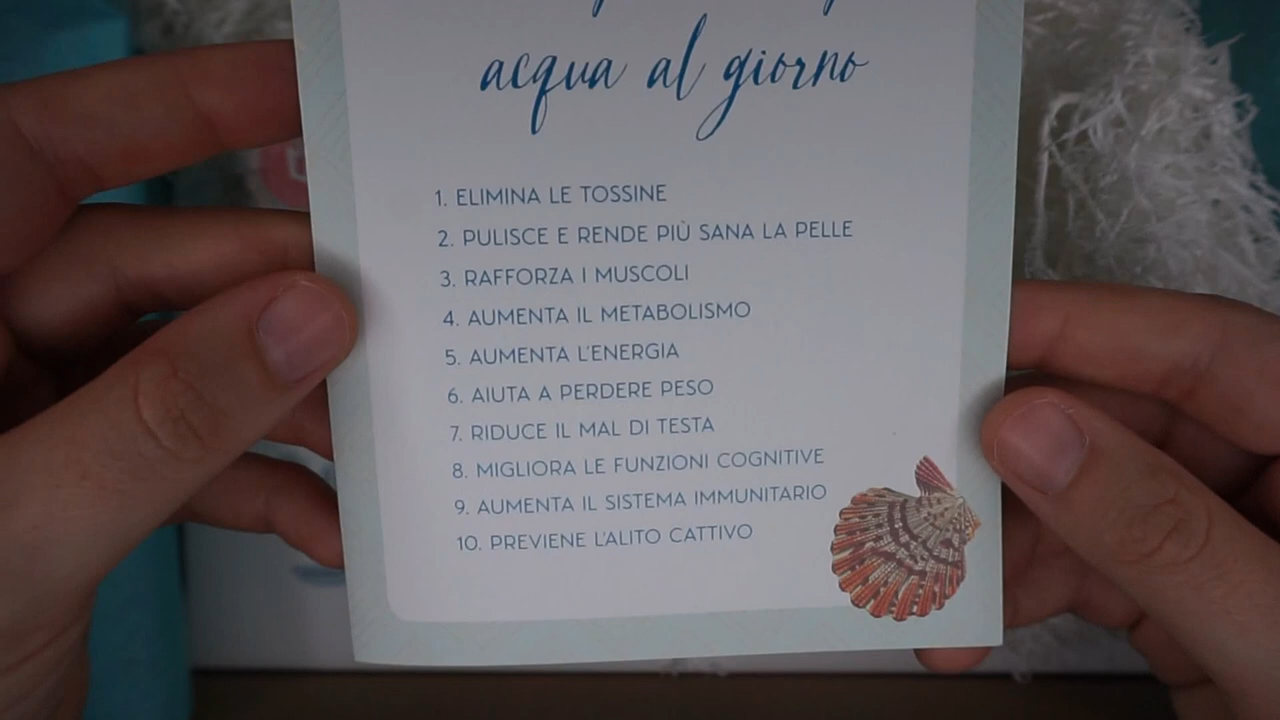 acqua al giorno
1. ELIMINA LE TOSSINE
2. PULISCE E RENDE PIÙ SANA LA PELLE
3. RAFFORZA I MUSCOLI
4. AUMENTA IL METABOLISMO
5. AUMENTA L'ENERGIA
6. AIUTA A PERDERE PESO
7. RIDUCE IL MAL DI TESTA
8. MIGLIORA LE FUNZIONI COGNITIVE
9. AUMENTA IL SISTEMA IMMUNITARIO
10. PREVIENE L'ALITO CATTIVO